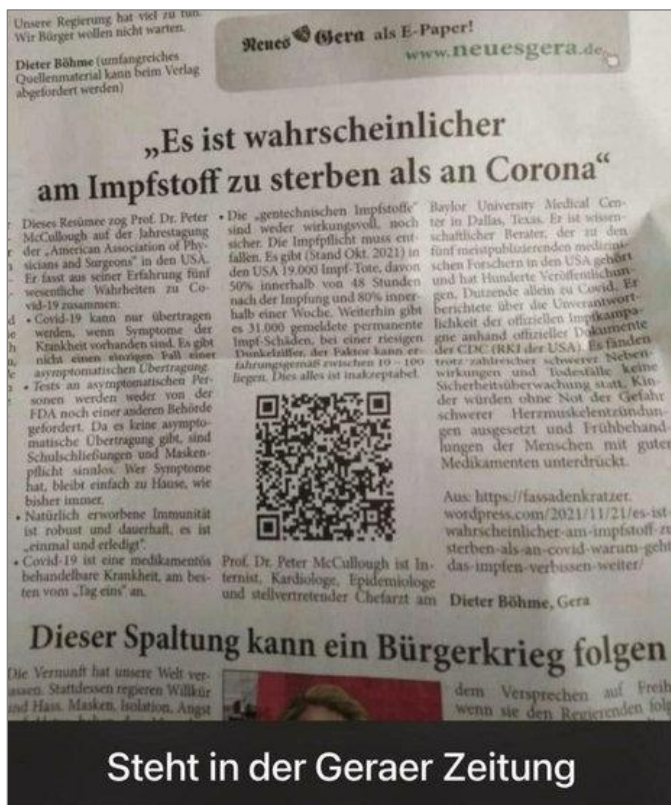 Unsere Regierung hat viel zu tun.
Wir Bürger wollen nicht warten.
Dieter Böhme (umfangreiches
Quellenmaterial kann beim Verlag
abgefordert werden)
Neues Gera als E-Paper!
www.neuesgera.de
„Es ist wahrscheinlicher
am Impfstoff zu sterben als an Corona“
Dieses Resümee zog Prof. Dr. Peter
McCullough auf der Jahrestagung
der „American Association of Phy-
sicians and Surgeons" in den USA.
Er fasst aus seiner Erfahrung fünf
wesentliche Wahrheiten zu Co-
vid-19 zusammen:
• Covid-19 kann nur übertragen
werden, wenn Symptome der
Krankheit vorhanden sind. Es gibt
nicht einen einzigen Fall einer
asymptomatischen Übertragung.
• Tests an asymptomatischen Per-
sonen werden weder von der
FDA noch einer anderen Behörde
gefordert. Da es keine asympto-
matische Übertragung gibt, sind
Schulschließungen und Masken-
pflicht sinnlos. Wer Symptome
hat, bleibt einfach zu Hause, wie
bisher immer.
• Natürlich erworbene Immunität
ist robust und dauerhaft, es ist
„einmal und erledigt".
• Covid-19 ist eine medikamentös
behandelbare Krankheit, am bes-
ten vom „Tag eins" an.
• Die „gentechnischen Impfstoffe"
sind weder wirkungsvoll, noch
sicher. Die Impfpflicht muss ent-
fallen. Es gibt (Stand Okt. 2021) in
den USA 19.000 Impf-Tote, davon
50% innerhalb von 48 Stunden
nach der Impfung und 80% inner-
halb einer Woche. Weiterhin gibt
es 31.000 gemeldete permanente
Impf-Schäden, bei einer riesigen
Dunkelziffer, der Faktor kann er-
fahrungsgemäß zwischen 10 - 100
liegen. Dies alles ist inakzeptabel.
Prof. Dr. Peter McCullough ist In-
ternist, Kardiologe, Epidemiologe
und stellvertretender Chefarzt am
Baylor University Medical Cen-
ter in Dallas, Texas. Er ist wissen-
schaftlicher Berater, der zu den
fünf meistpublizierenden medizini-
schen Forschern in den USA gehört
und hat Hunderte Veröffentlichun-
gen, Dutzende allein zu Covid. Er
berichtete über die Unverantwort-
lichkeit der offiziellen Impfkampa-
gne anhand offizieller Dokumente
der CDC (RKI der USA). Es fänden
trotz zahlreicher schwerer Neben-
wirkungen und Todesfälle keine
Sicherheitsüberwachung statt. Kin-
der würden ohne Not der Gefahr
schwerer Herzmuskelentzündun-
gen ausgesetzt und Frühbehand-
lungen der Menschen mit guten
Medikamenten unterdrückt.
Aus: https://fassadenkratzer.
wordpress.com/2021/11/21/es-ist-
wahrscheinlicher-am-impfstoff-zu
sterben-als-an-covid-warum-geht
das-impfen-verbissen-weiter/
Dieter Böhme, Gera
Dieser Spaltung kann ein Bürgerkrieg folgen
Die Vernunft hat unsere Welt ver-
assen. Stattdessen regieren Willkür
und Hass. Masken, Isolation, Angst
dem Versprechen auf Freih
wenn sie den Regierenden folg
Steht in der Geraer Zeitung